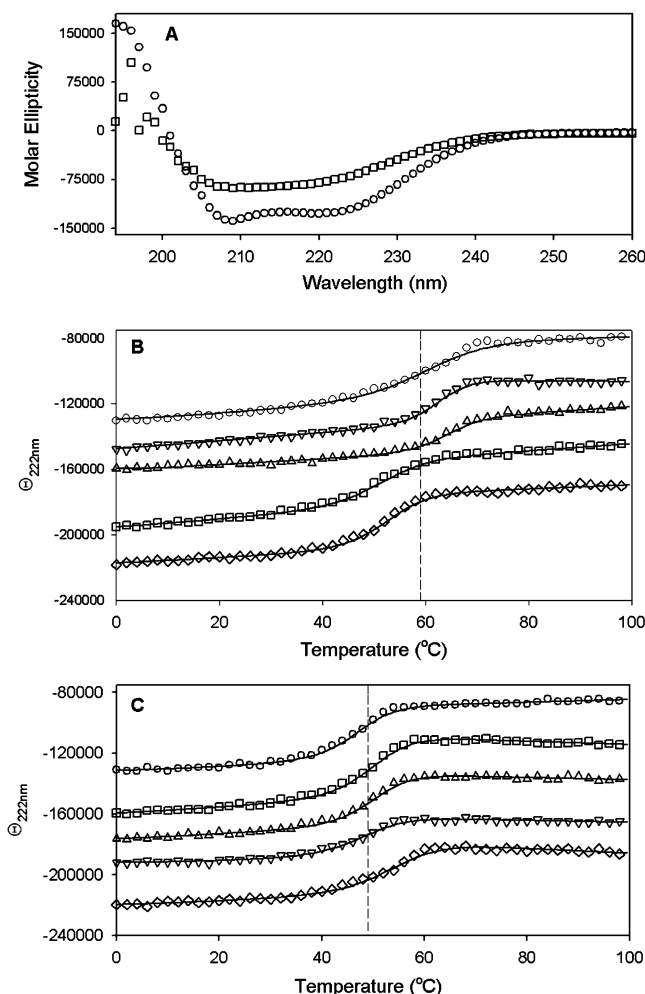 A
150000
75000
0
-75000
-150000
Molar Ellipticity
200 210 220 230 240 250 260
Wavelength (nm)
B
-80000
-120000
-160000
-200000
-240000
Θ222nm
0 20 40 60 80 100
Temperature (°C)
C
-80000
-120000
-160000
-200000
-240000
Θ222nm
0 20 40 60 80 100
Temperature (°C)